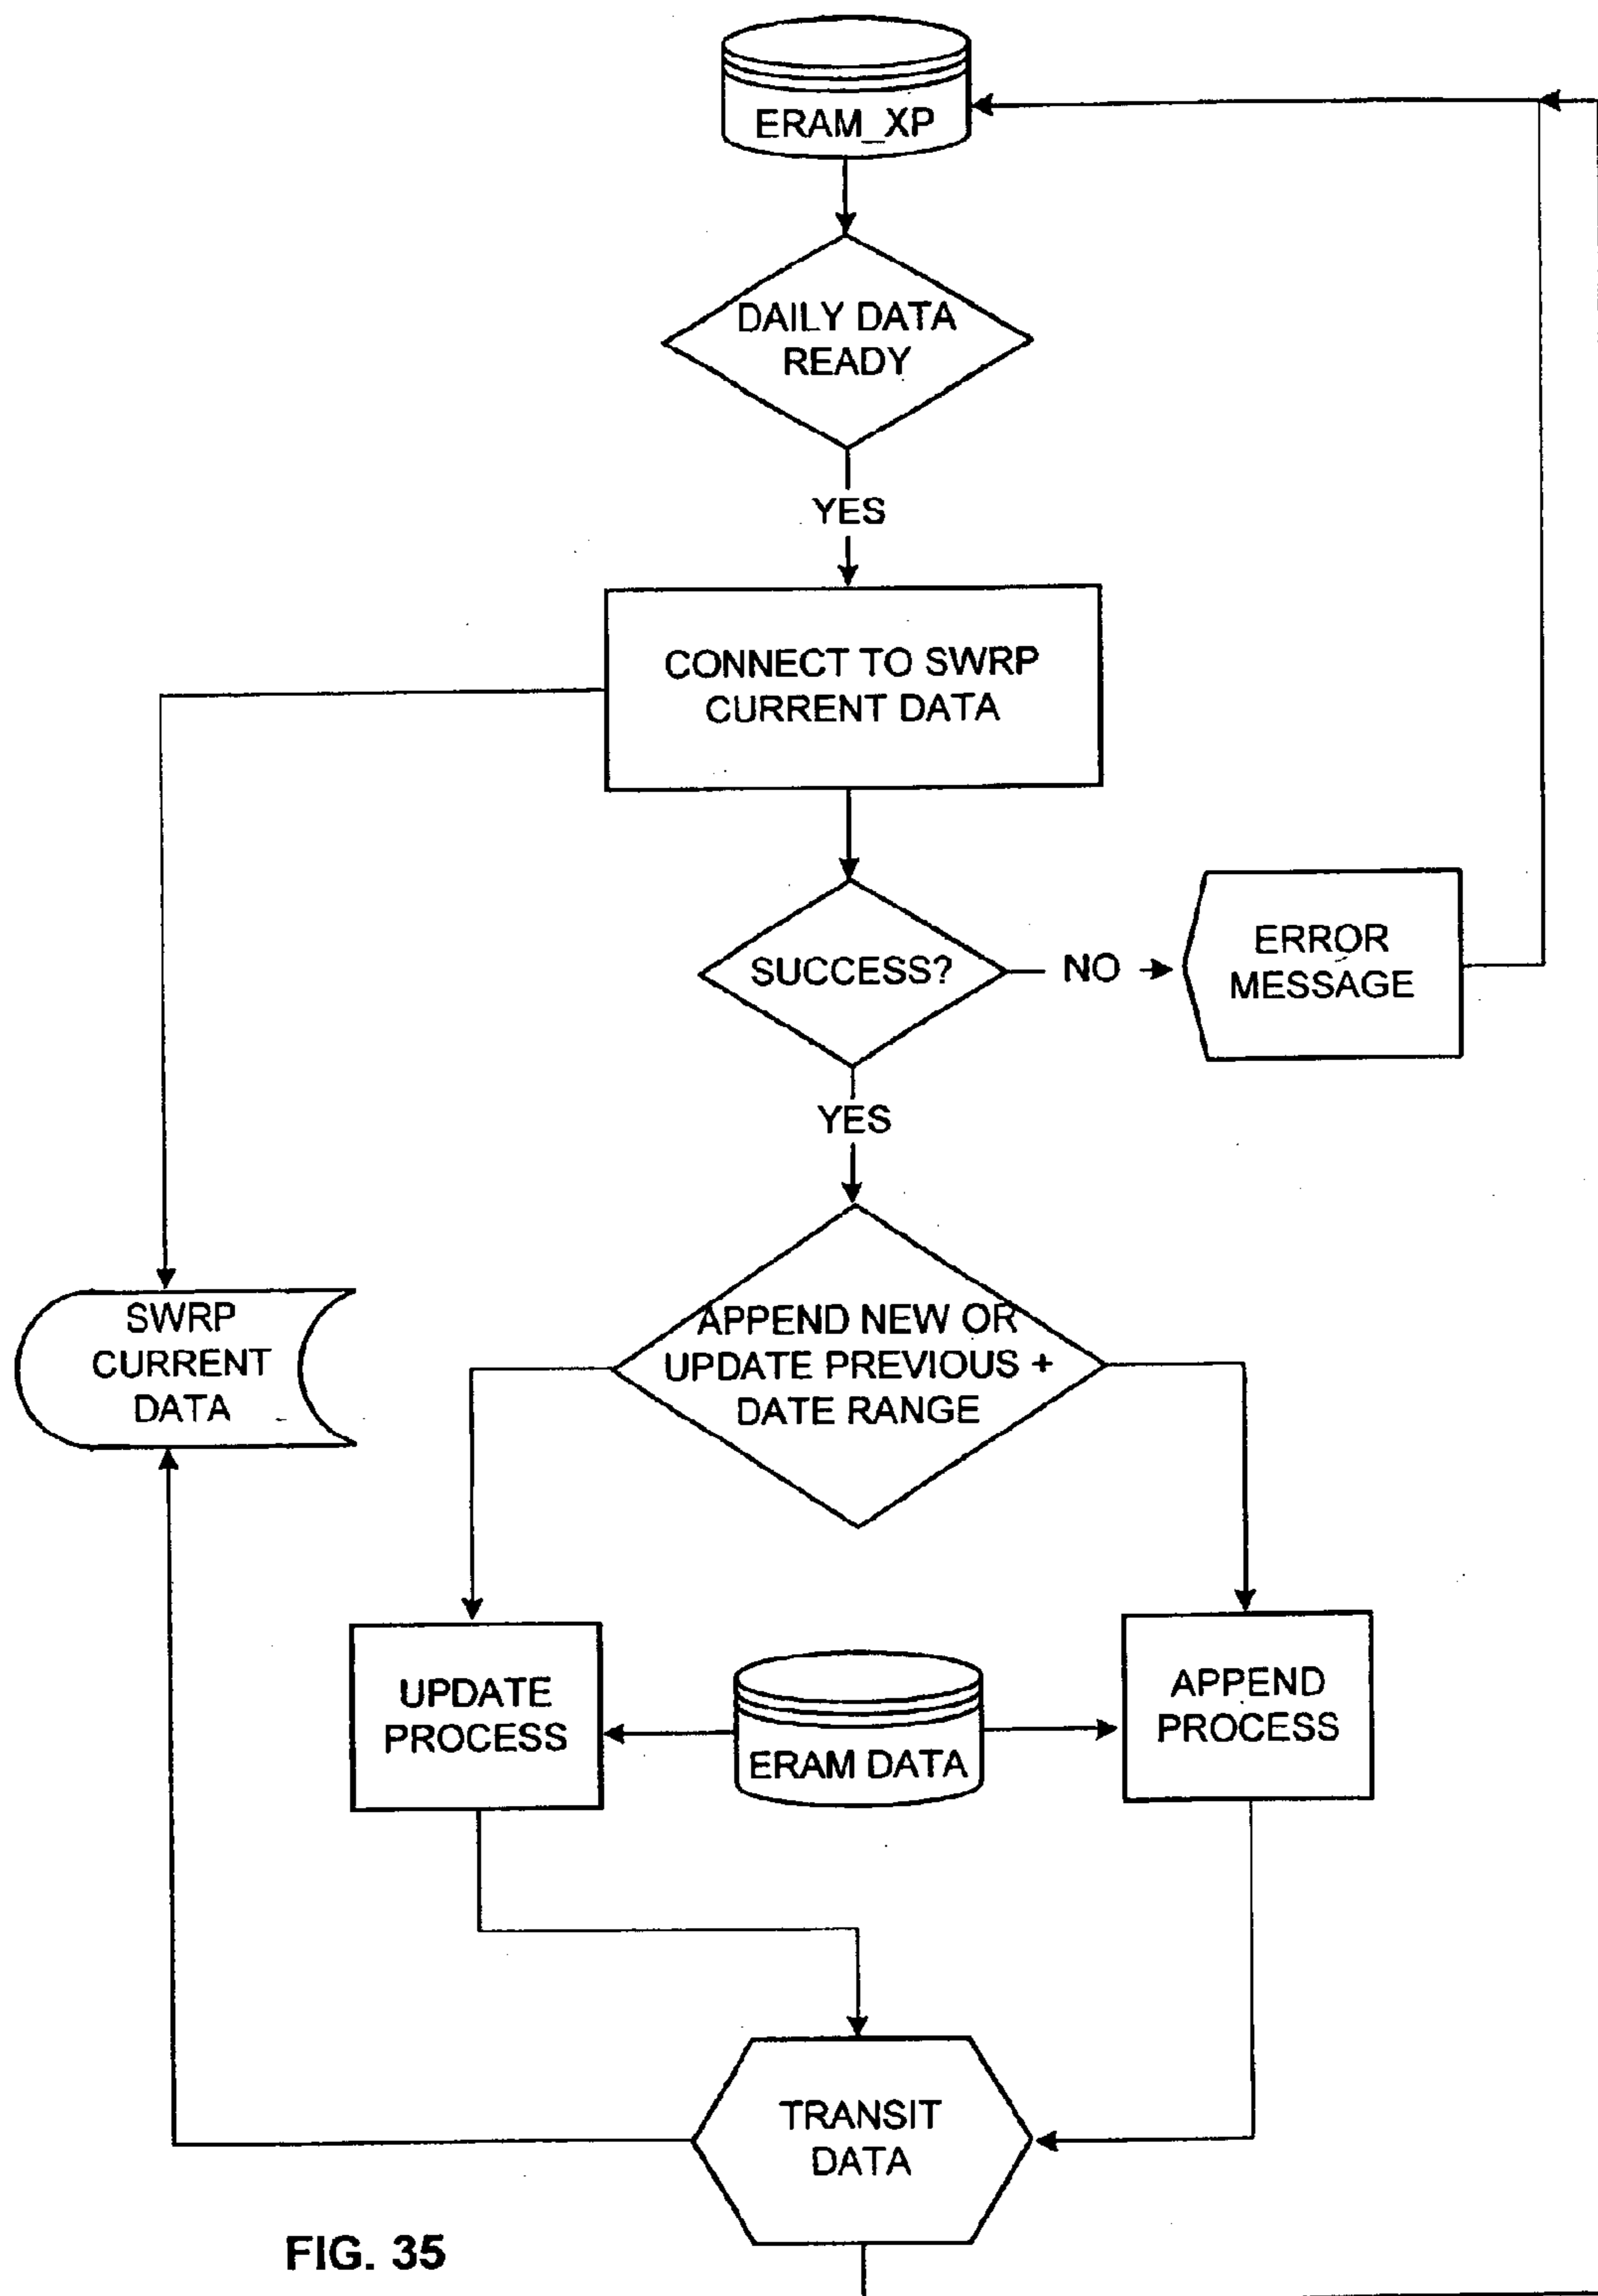 ERAM_XP
DAILY DATA
READY
YES
CONNECT TO SWRP
CURRENT DATA
SUCCESS?
NO
ERROR
MESSAGE
YES
SWRP
CURRENT
DATA
APPEND NEW OR
UPDATE PREVIOUS +
DATE RANGE
UPDATE
PROCESS
ERAM DATA
APPEND
PROCESS
TRANSIT
DATA
FIG. 35